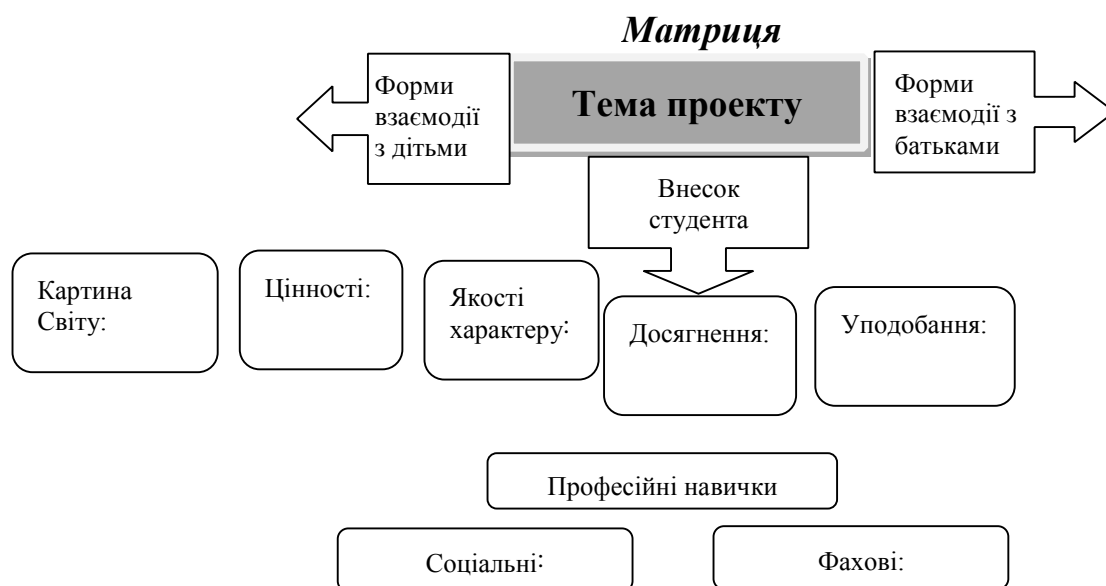 Матриця
Форми
взаємодії
з дітьми
Тема проекту
Форми
взаємодії з
батьками
Внесок
студента
Картина
Світу:
Цінності:
Якості
характеру:
Досягнення:
Уподобання:
Професійні навички
Соціальні:
Фахові: